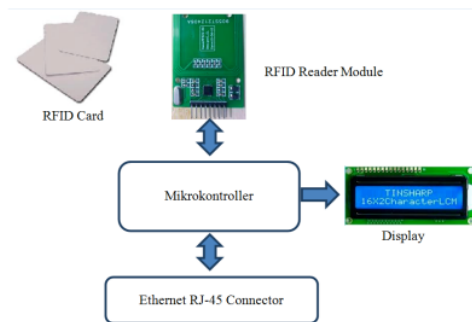 RFID Reader Module
RFID Card
Mikrokontroller
TINSHARP
16X2CharacterLCM
Display
Ethernet RJ-45 Connector